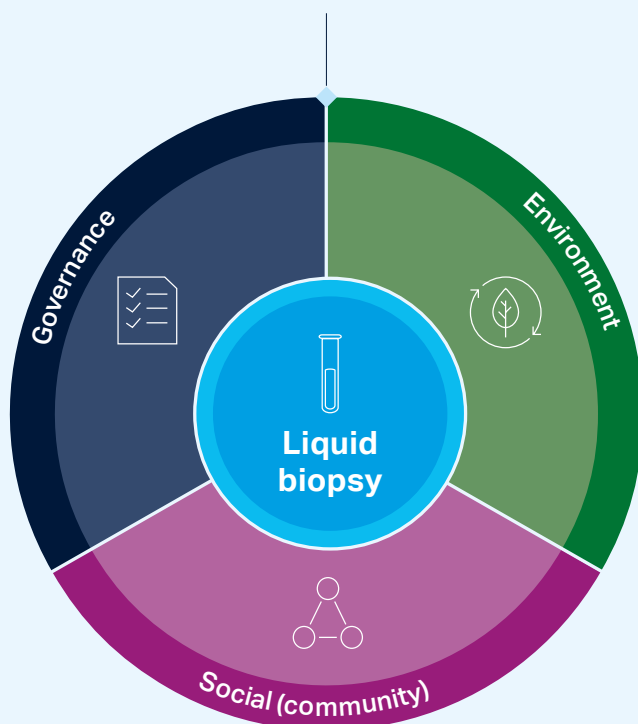 Governance
Environment
Liquid
biopsy
Social (community)